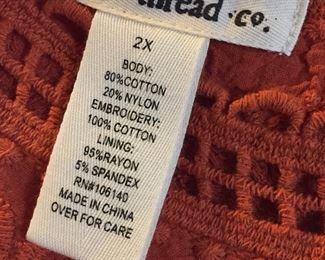 thread & co.
2X
BODY:
80%COTTON
20% NYLON
EMBROIDERY:
100% COTTON
LINING:
95%RAYON
5% SPANDEX
RN#106140
MADE IN CHINA
OVER FOR CARE